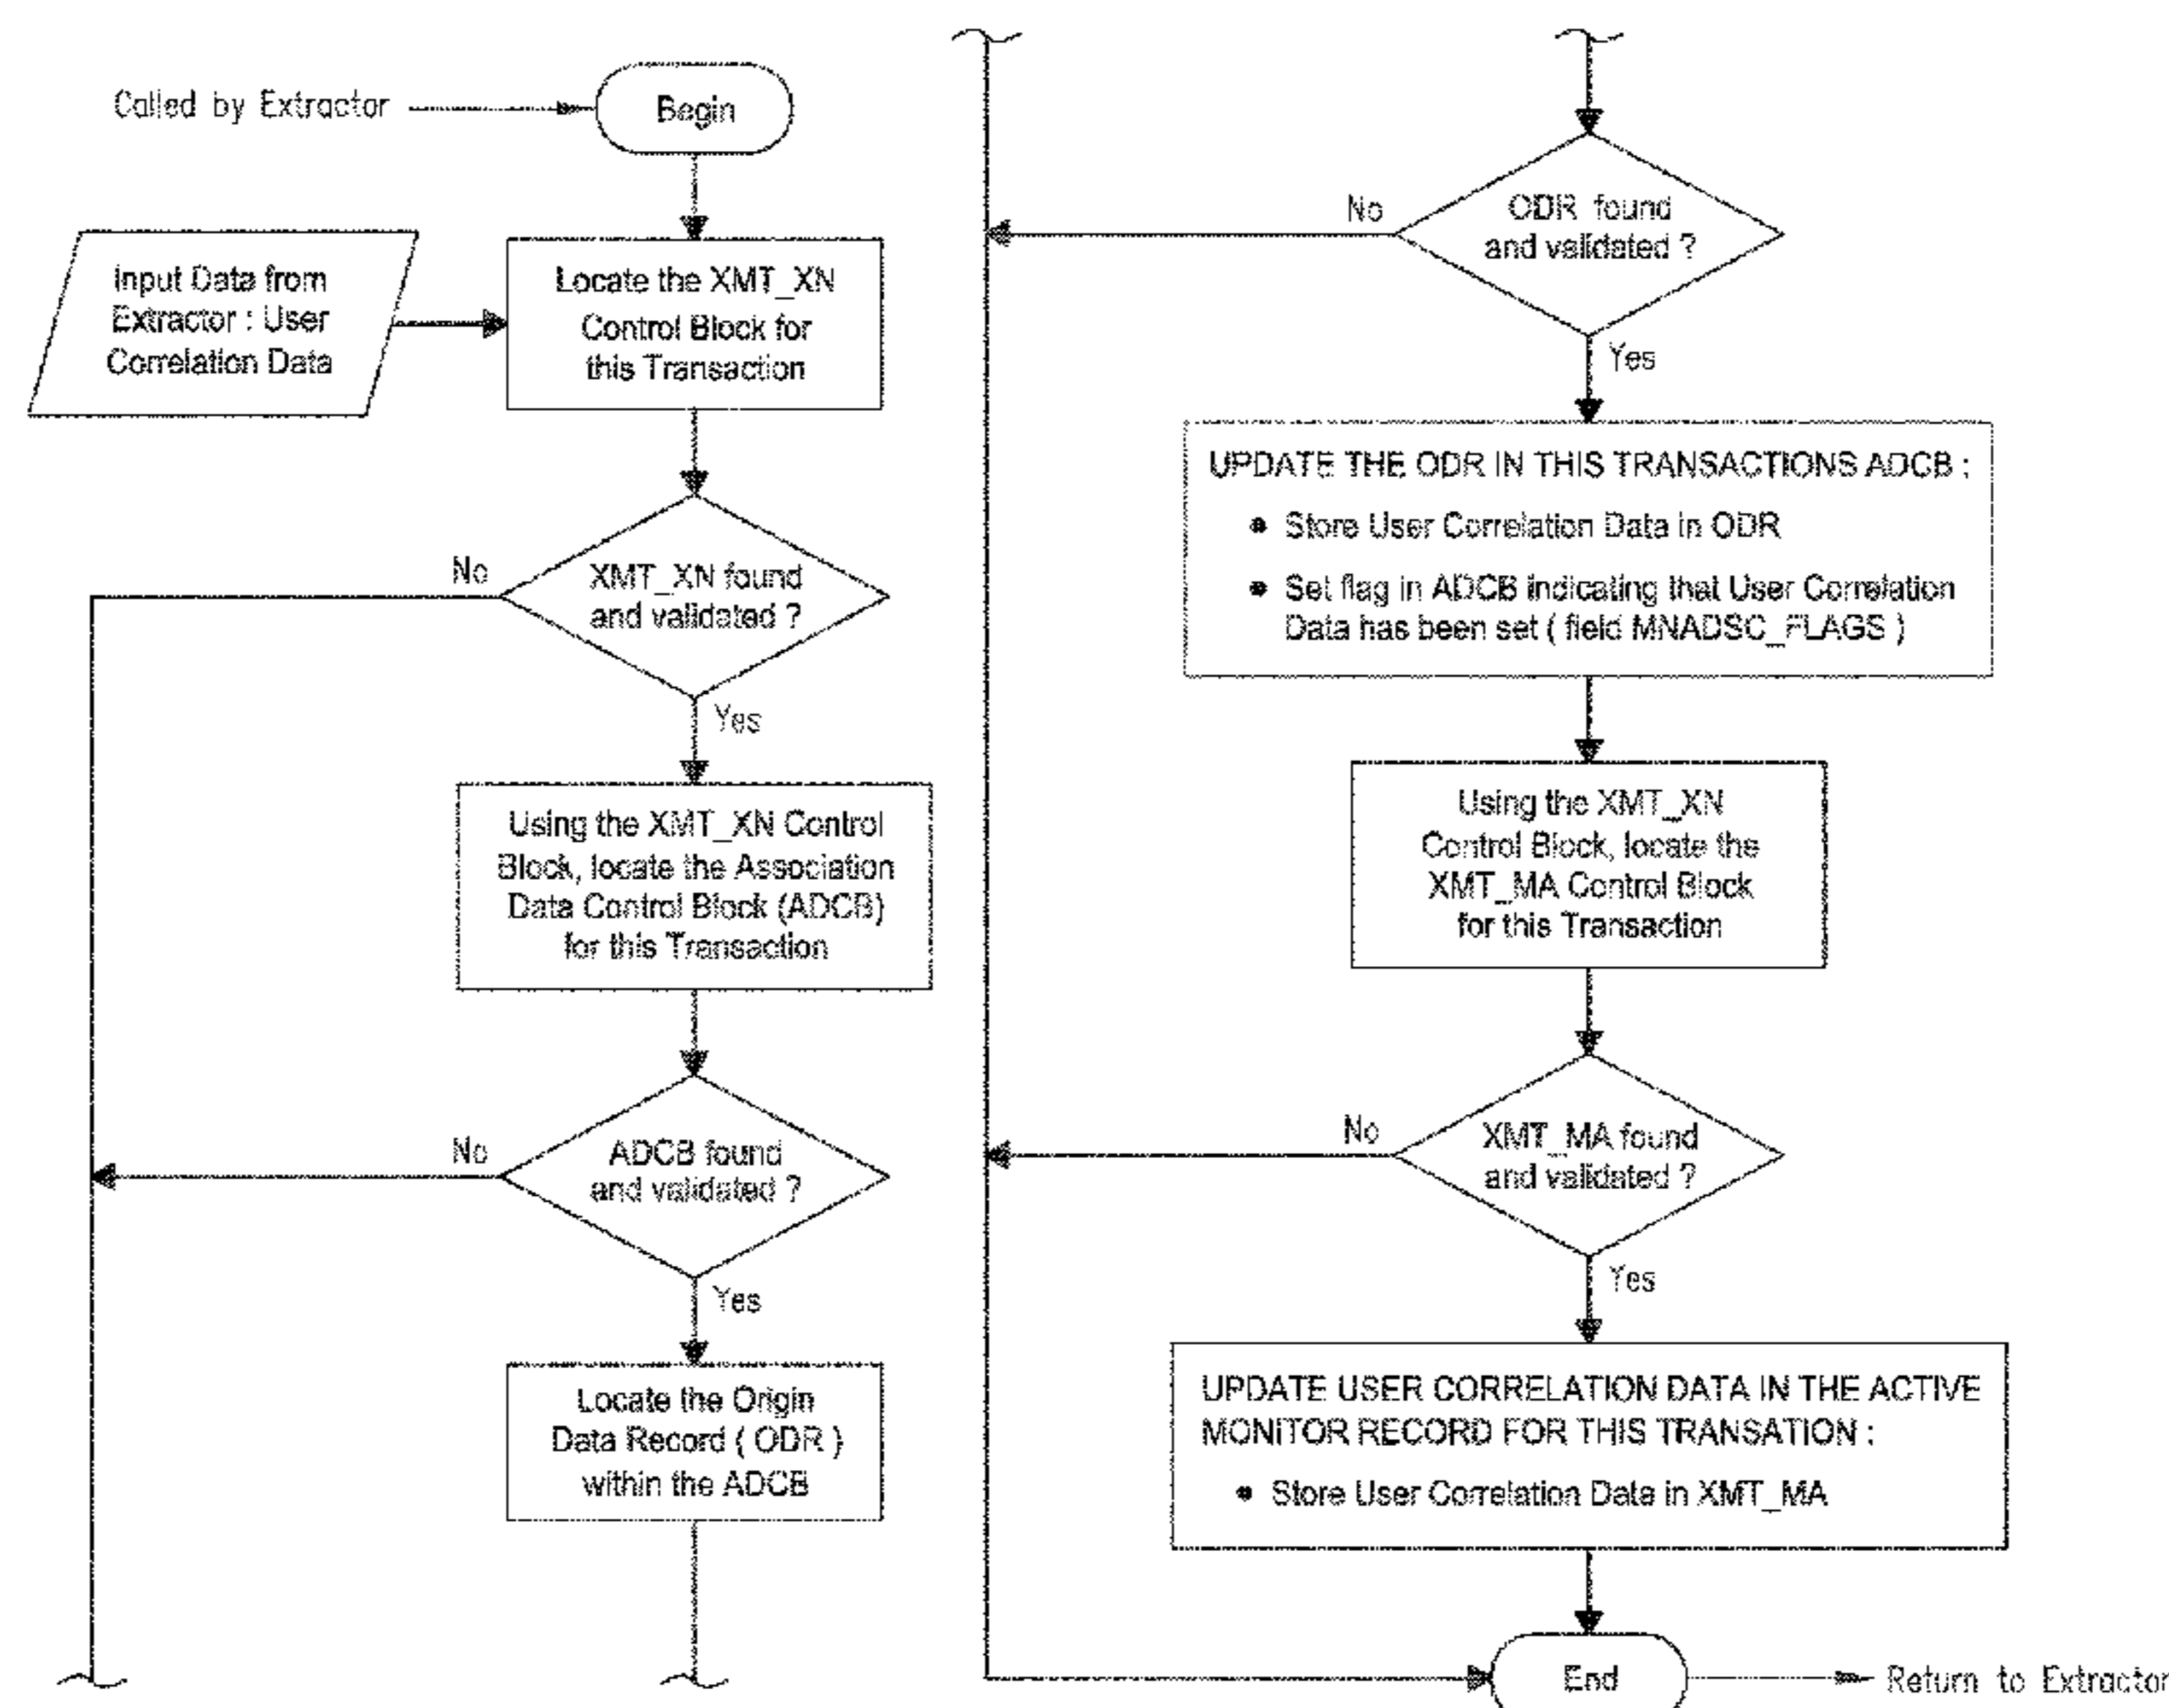 Called by Extractor
Begin
Input Data from
Extractor : User
Correlation Data
Locate the XMT_XN
Control Block for
this Transaction
No
XMT_XN found
and validated ?
Yes
Using the XMT_XN Control
Block, locate the Association
Data Control Block (ADCB)
for this Transaction
No
ADCB found
and validated ?
Yes
Locate the Origin
Data Record ( ODR )
within the ADCB
No
ODR found
and validated ?
Yes
UPDATE THE ODR IN THIS TRANSACTIONS ADCB :
• Store User Correlation Data in ODR
• Set flag in ADCB indicating that User Correlation
Data has been set ( field MNADSC_FLAGS )
Using the XMT_XN
Control Block, locate the
XMT_MA Control Block
for this Transaction
No
XMT_MA found
and validated ?
Yes
UPDATE USER CORRELATION DATA IN THE ACTIVE
MONITOR RECORD FOR THIS TRANSATION :
• Store User Correlation Data in XMT_MA
End
Return to Extractor